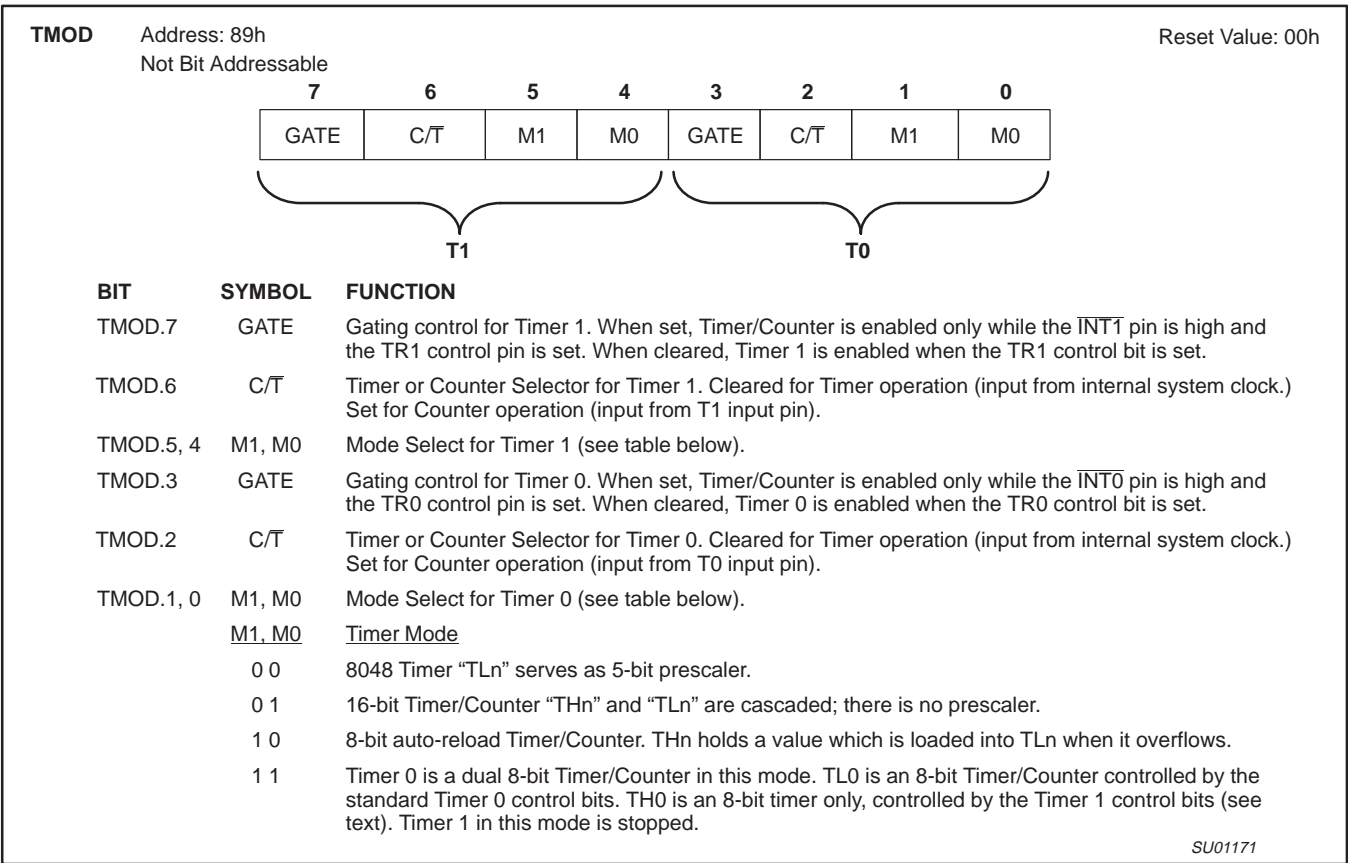 TMOD Address: 89h Reset Value: 00h
Not Bit Addressable
7 6 5 4 3 2 1 0
GATE C/T̅ M1 M0 GATE C/T̅ M1 M0
T1 T0
BIT SYMBOL FUNCTION
TMOD.7 GATE Gating control for Timer 1. When set, Timer/Counter is enabled only while the I̅N̅T̅1̅ pin is high and
the TR1 control pin is set. When cleared, Timer 1 is enabled when the TR1 control bit is set.
TMOD.6 C/T̅ Timer or Counter Selector for Timer 1. Cleared for Timer operation (input from internal system clock.)
Set for Counter operation (input from T1 input pin).
TMOD.5, 4 M1, M0 Mode Select for Timer 1 (see table below).
TMOD.3 GATE Gating control for Timer 0. When set, Timer/Counter is enabled only while the I̅N̅T̅0̅ pin is high and
the TR0 control pin is set. When cleared, Timer 0 is enabled when the TR0 control bit is set.
TMOD.2 C/T̅ Timer or Counter Selector for Timer 0. Cleared for Timer operation (input from internal system clock.)
Set for Counter operation (input from T0 input pin).
TMOD.1, 0 M1, M0 Mode Select for Timer 0 (see table below).
M1, M0 Timer Mode
0 0 8048 Timer “TLn” serves as 5-bit prescaler.
0 1 16-bit Timer/Counter “THn” and “TLn” are cascaded; there is no prescaler.
1 0 8-bit auto-reload Timer/Counter. THn holds a value which is loaded into TLn when it overflows.
1 1 Timer 0 is a dual 8-bit Timer/Counter in this mode. TL0 is an 8-bit Timer/Counter controlled by the
standard Timer 0 control bits. TH0 is an 8-bit timer only, controlled by the Timer 1 control bits (see
text). Timer 1 in this mode is stopped.
SU01171